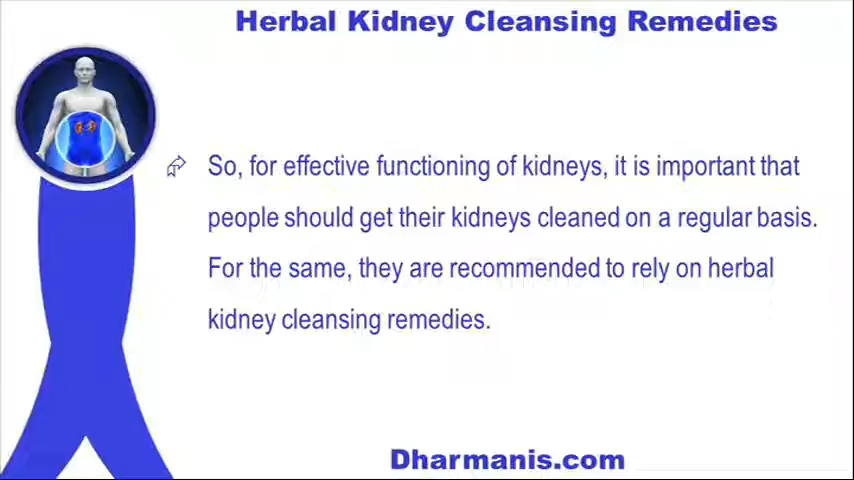 Herbal Kidney Cleansing Remedies
So, for effective functioning of kidneys, it is important that
people should get their kidneys cleaned on a regular basis.
For the same, they are recommended to rely on herbal
kidney cleansing remedies.
Dharmanis.com